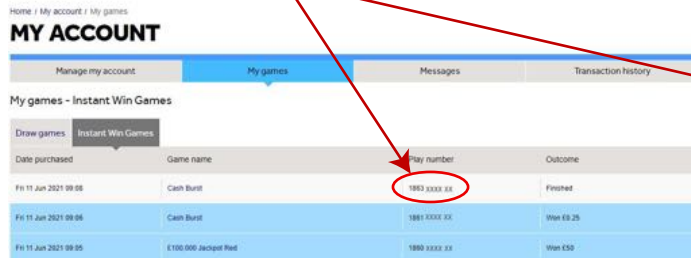 Home / My account / My games
MY ACCOUNT
Manage my account My games Messages Transaction history
My games - Instant Win Games
Draw games Instant Win Games
Date purchased Game name Play number Outcome
Fri 11 Jun 2021 09:08 Cash Burst 1863 XXXX XX Finished
Fri 11 Jun 2021 09:06 Cash Burst 1861 XXXX XX Won £0.25
Fri 11 Jun 2021 09:05 £100,000 Jackpot Red 1860 XXXX XX Won £50